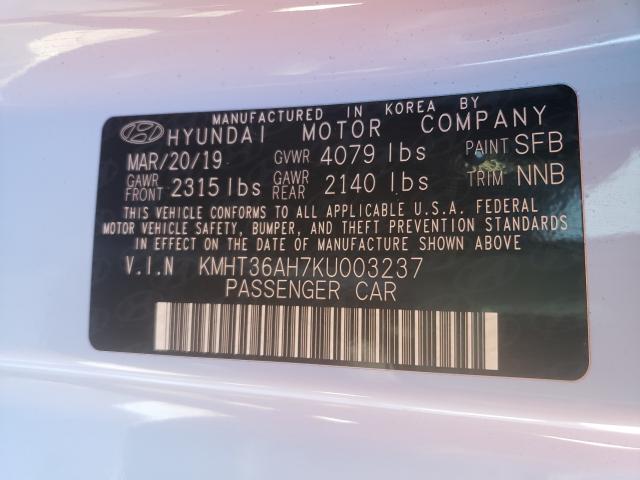 MANUFACTURED IN KOREA BY
HYUNDAI MOTOR COMPANY
MAR/20/19 GVWR 4079 lbs PAINT SFB
GAWR FRONT 2315 lbs GAWR REAR 2140 lbs TRIM NNB
THIS VEHICLE CONFORMS TO ALL APPLICABLE U.S.A. FEDERAL
MOTOR VEHICLE SAFETY, BUMPER, AND THEFT PREVENTION STANDARDS
IN EFFECT ON THE DATE OF MANUFACTURE SHOWN ABOVE
V.I.N KMHT36AH7KU003237
PASSENGER CAR